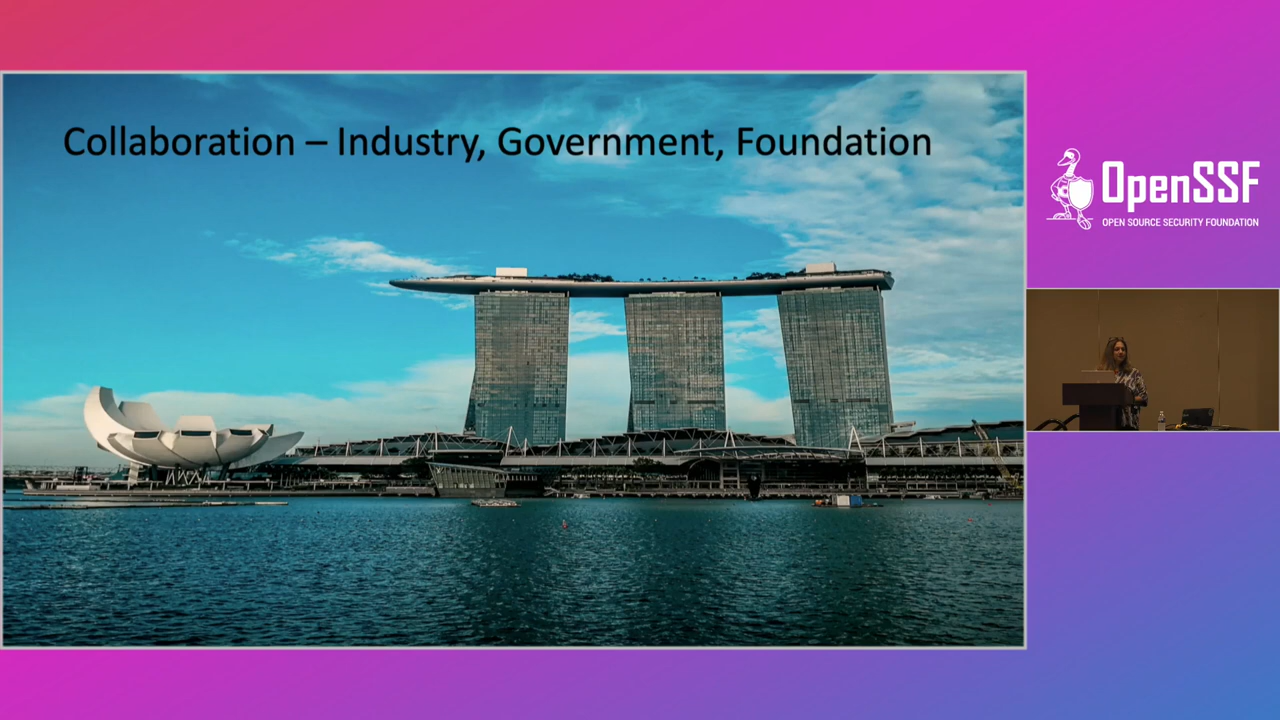 Collaboration – Industry, Government, Foundation
OpenSSF
OPEN SOURCE SECURITY FOUNDATION